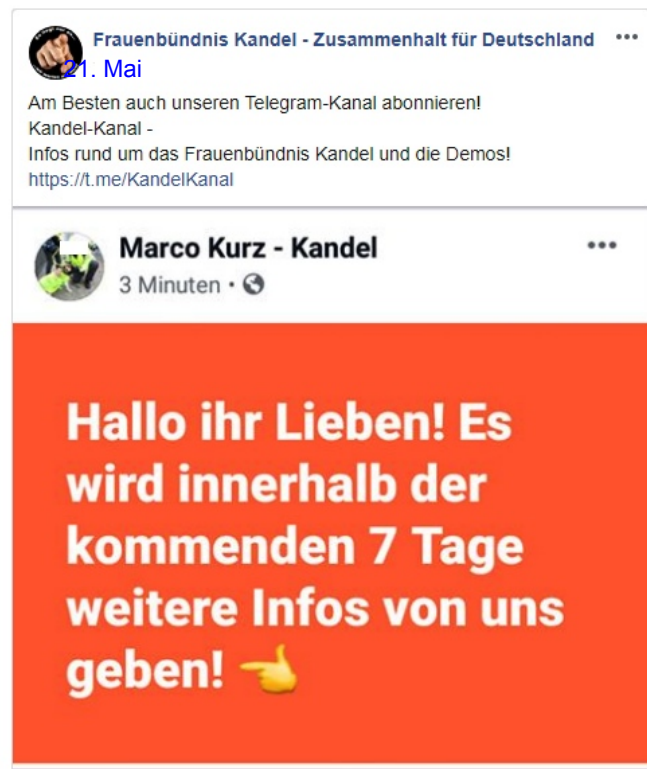 Frauenbündnis Kandel - Zusammenhalt für Deutschland
21. Mai
Am Besten auch unseren Telegram-Kanal abonnieren!
Kandel-Kanal -
Infos rund um das Frauenbündnis Kandel und die Demos!
https://t.me/KandelKanal
Marco Kurz - Kandel
3 Minuten ·
Hallo ihr Lieben! Es
wird innerhalb der
kommenden 7 Tage
weitere Infos von uns
geben! 👈